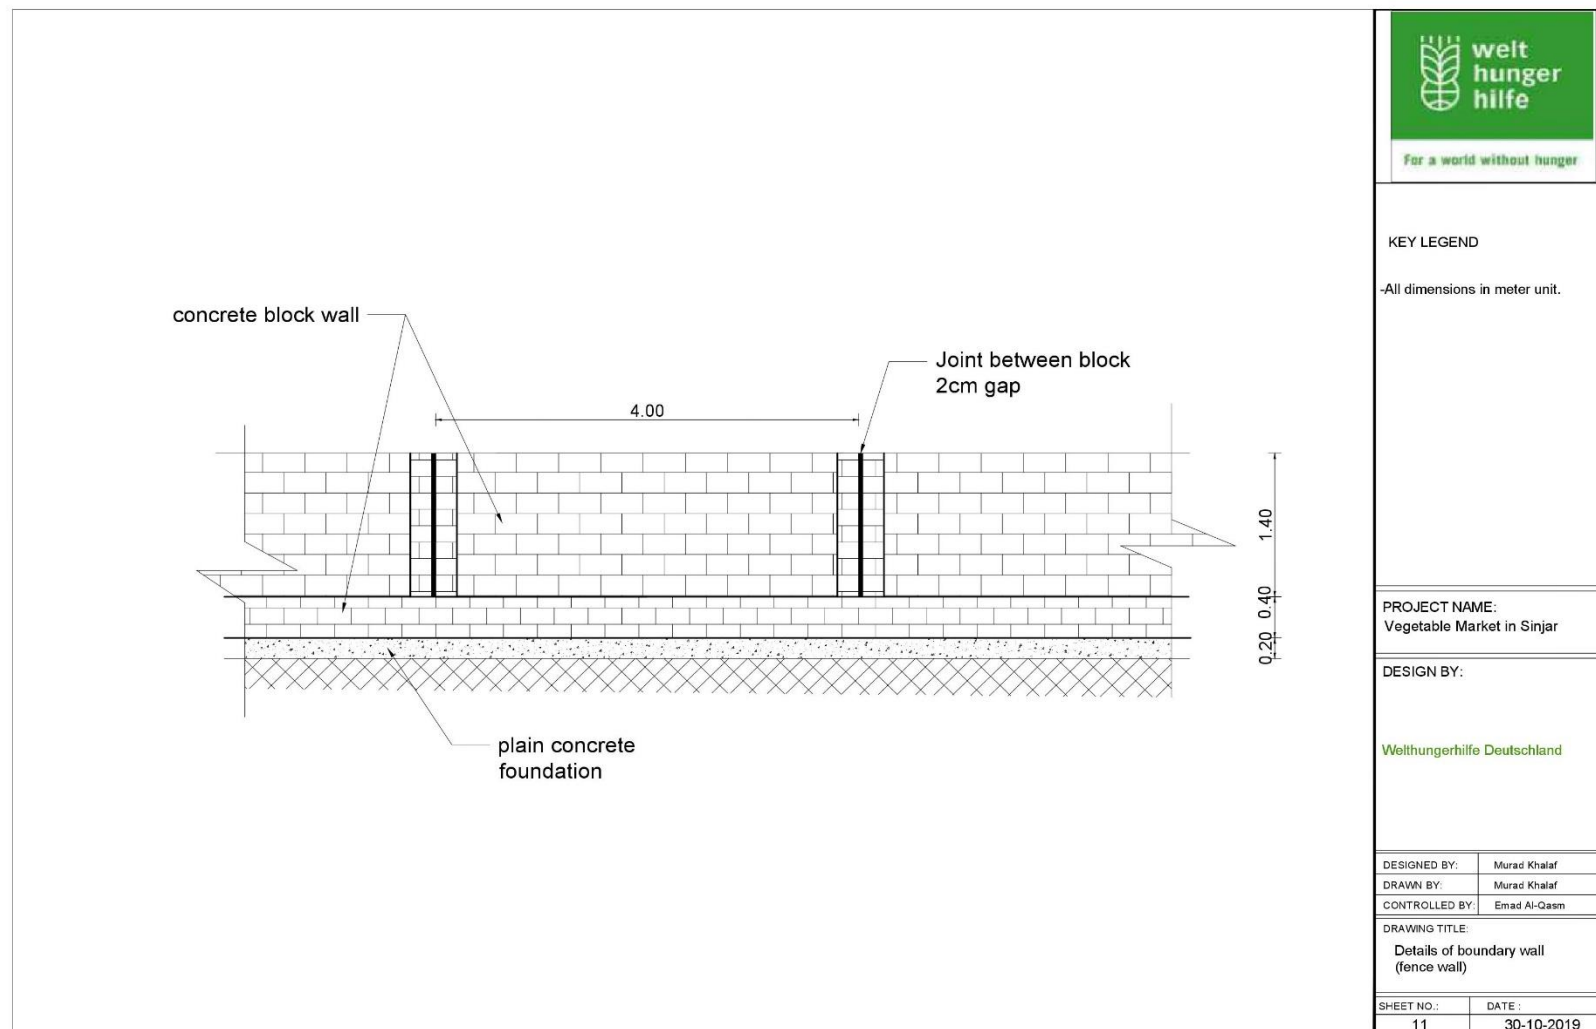 welt
hunger
hilfe
For a world without hunger
KEY LEGEND
-All dimensions in meter unit.
concrete block wall
Joint between block
2cm gap
4.00
1.40
0.40
0.20
plain concrete
foundation
PROJECT NAME:
Vegetable Market in Sinjar
DESIGN BY:
Welthungerhilfe Deutschland
DESIGNED BY: Murad Khalaf
DRAWN BY: Murad Khalaf
CONTROLLED BY: Emad Al-Qasm
DRAWING TITLE:
Details of boundary wall
(fence wall)
SHEET NO.: DATE :
11 30-10-2019